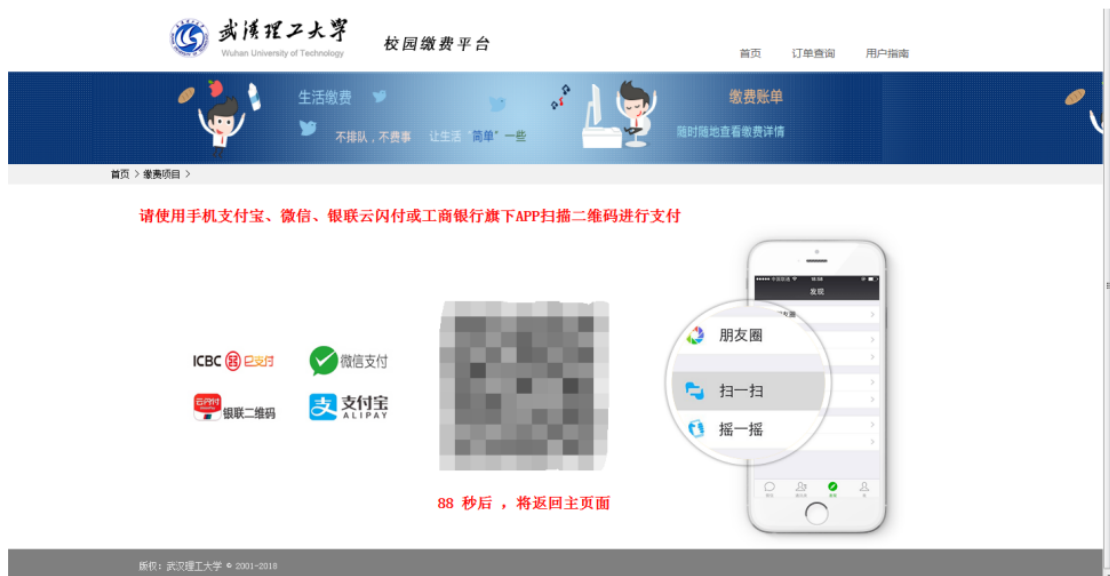 武汉理工大学
Wuhan University of Technology
校园缴费平台
首页 订单查询 用户指南
生活缴费
不排队，不费事 让生活“简单”一些
缴费账单
随时随地查看缴费详情
首页 > 缴费项目 >
请使用手机支付宝、微信、银联云闪付或工商银行旗下APP扫描二维码进行支付
发现
朋友圈
扫一扫
摇一摇
ICBC e支付
微信支付
云闪付
银联二维码
支付宝
ALIPAY
88 秒后 ，将返回主页面
版权: 武汉理工大学 © 2001-2018